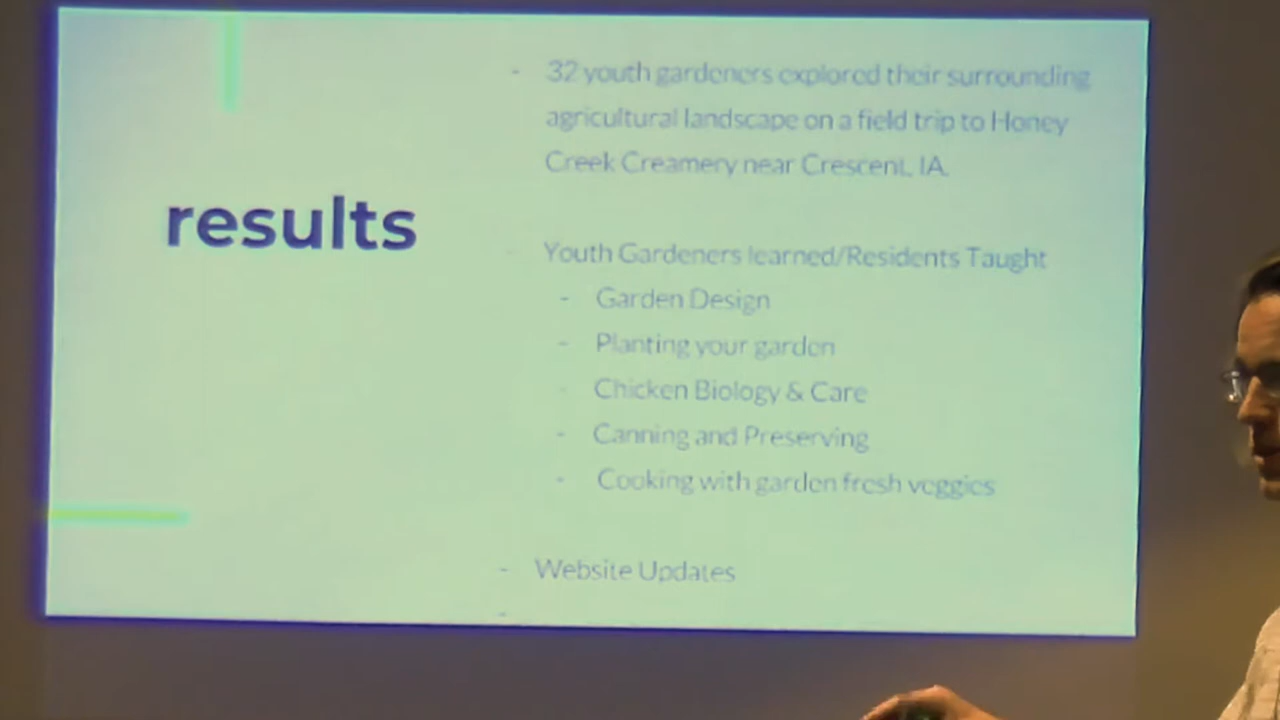 results
- 32 youth gardeners explored their surrounding
agricultural landscape on a field trip to Honey
Creek Creamery near Crescent, IA.
- Youth Gardeners learned/Residents Taught
- Garden Design
- Planting your garden
- Chicken Biology & Care
- Canning and Preserving
- Cooking with garden fresh veggies
- Website Updates
-